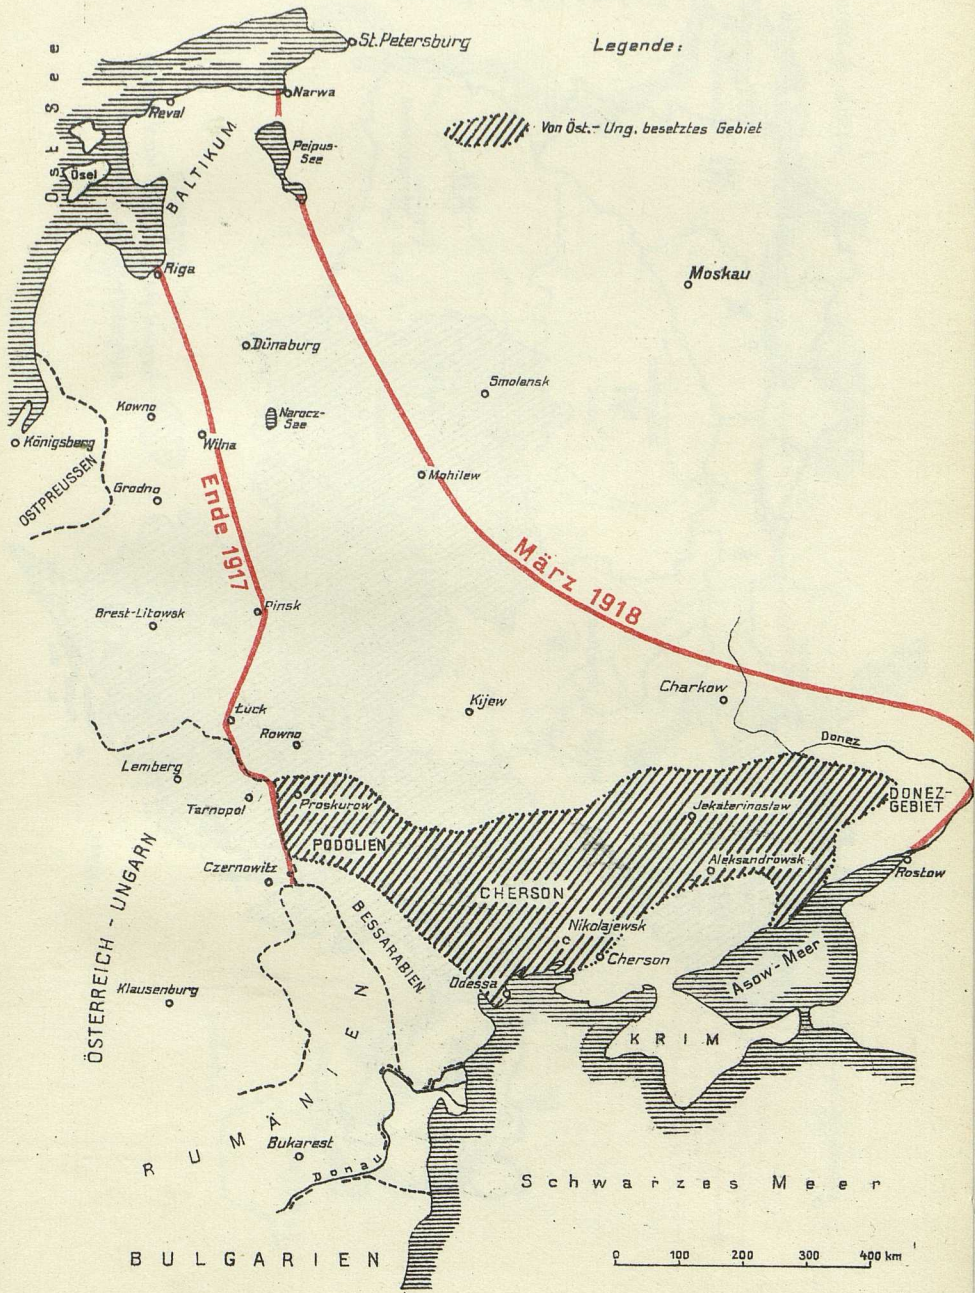 St. Petersburg
Legende:
Ost See
Narwa
Reval
Von Öst.- Ung. besetztes Gebiet
Peipus-
See
BALTIKUM
Ösel
Riga
Moskau
Dünaburg
Smolensk
Kowno
Narocz-
See
Königsberg
Wilna
Mohilew
OSTPREUSSEN
Grodno
Ende 1917
März 1918
Pinsk
Brest-Litowsk
Charkow
Kijew
Łuck
Rowno
Donez
Lemberg
DONEZ-
GEBIET
Tarnopol
Proskurow
Jekaterinoslaw
PODOLIEN
Aleksandrowsk
Czernowitz
Rostow
CHERSON
ÖSTERREICH - UNGARN
BESSARABIEN
Nikolajewsk
Cherson
Asow-Meer
Odessa
Klausenburg
KRIM
RUMÄNIEN
Bukarest
Donau
Schwarzes Meer
BULGARIEN
0 100 200 300 400 km